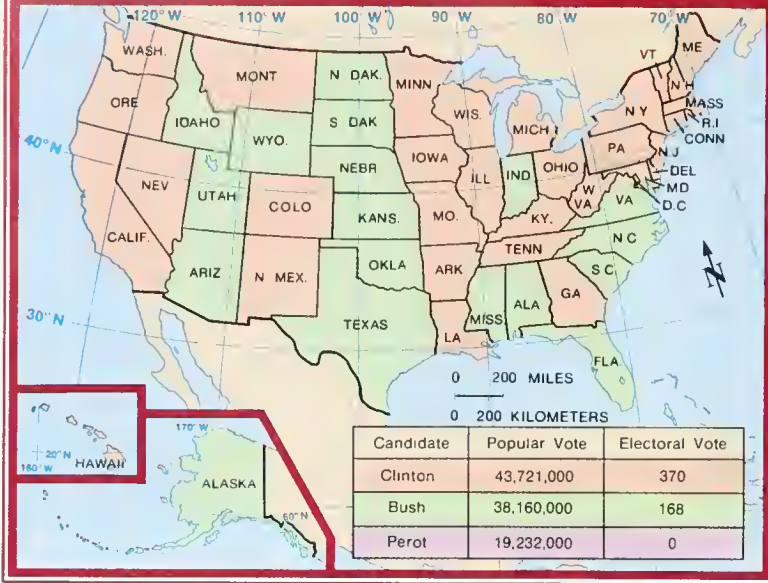 120° W 110° W 100° W 90° W 80° W 70° W
WASH.
MONT
N DAK.
MINN
VT
ME
ORE
IDAHO
S DAK
WIS.
MICH
N Y
N H
MASS
R.I
CONN
40° N
WYO.
NEBR
IOWA
PA
N J
DEL
MD
D.C
NEV
UTAH
COLO
KANS.
MO.
ILL
IND
OHIO
W VA
VA
KY.
CALIF.
ARIZ
N MEX.
OKLA
ARK
TENN
N C
S C
N
30° N
TEXAS
LA
MISS
ALA
GA
FLA
0 200 MILES
0 200 KILOMETERS
20° N
160° W
HAWAII
170° W
ALASKA
60° N
Candidate Popular Vote Electoral Vote
Clinton 43,721,000 370
Bush 38,160,000 168
Perot 19,232,000 0